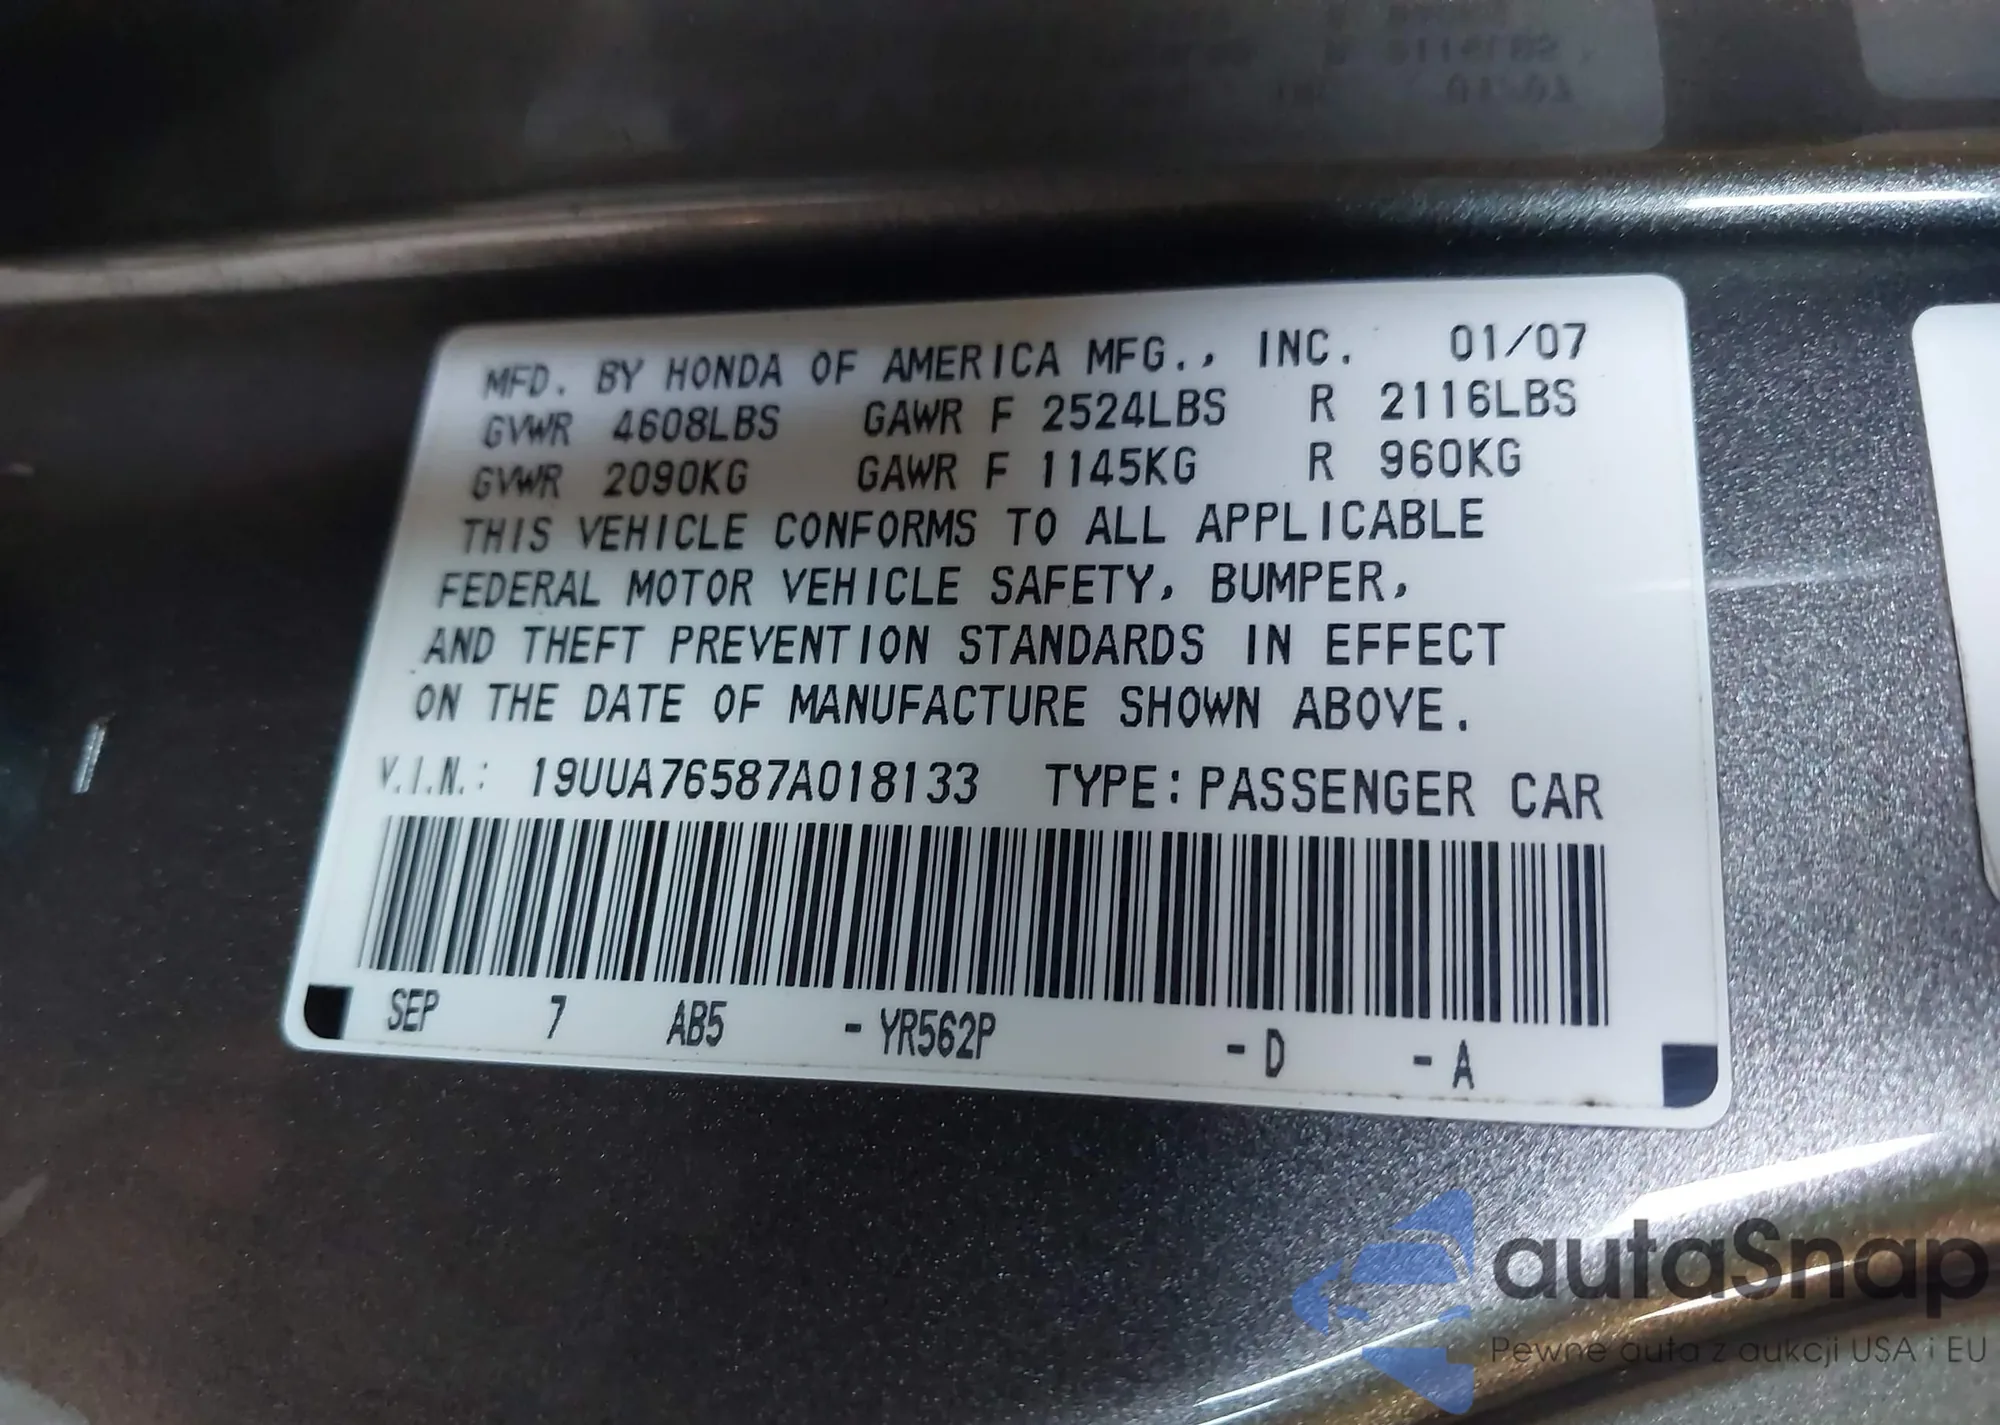 MFD. BY HONDA OF AMERICA MFG., INC. 01/07
GVWR 4608LBS GAWR F 2524LBS R 2116LBS
GVWR 2090KG GAWR F 1145KG R 960KG
THIS VEHICLE CONFORMS TO ALL APPLICABLE
FEDERAL MOTOR VEHICLE SAFETY, BUMPER,
AND THEFT PREVENTION STANDARDS IN EFFECT
ON THE DATE OF MANUFACTURE SHOWN ABOVE.
V.I.N.: 19UUA76587A018133 TYPE: PASSENGER CAR
SEP 7 AB5 - YR562P - D - A
autaSnap
Pewne auta z aukcji USA i EU